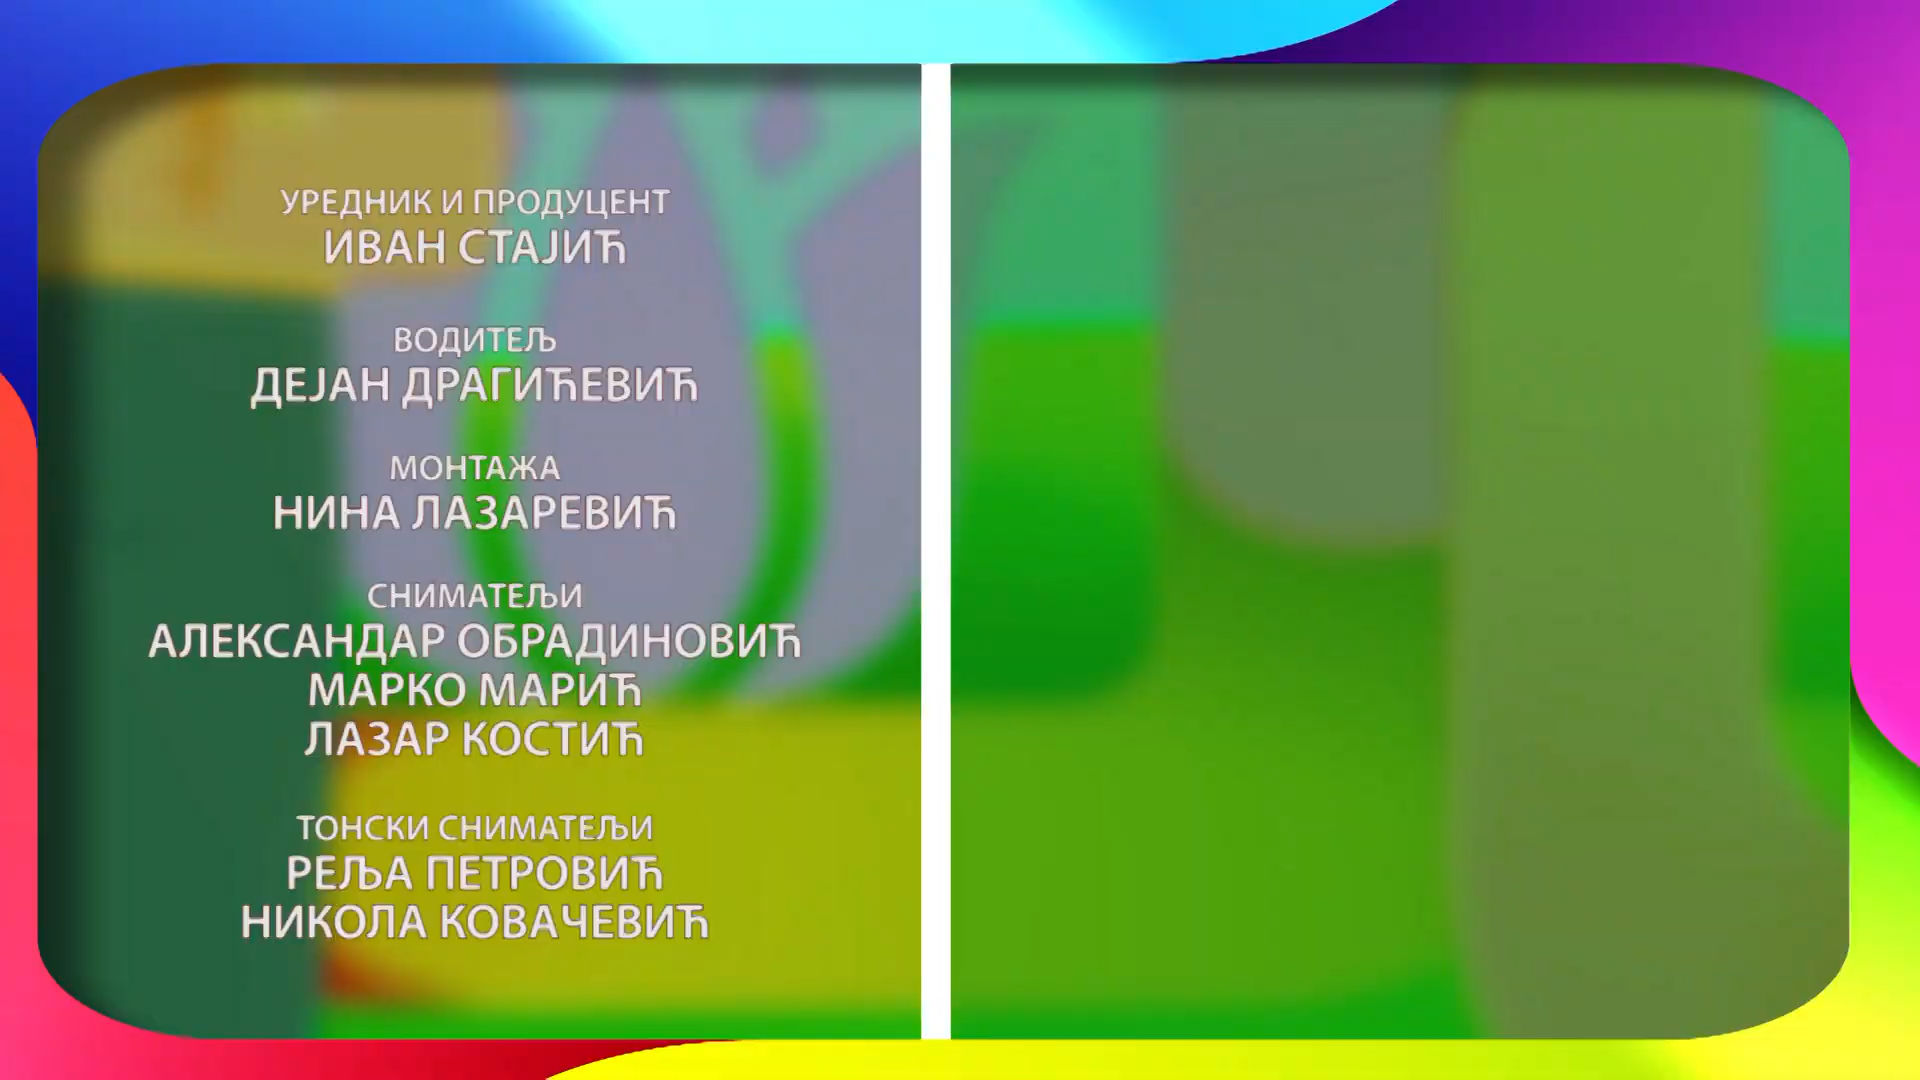 УРЕДНИК И ПРОДУЦЕНТ
ИВАН СТАЈИЋ
ВОДИТЕЉ
ДЕЈАН ДРАГИЋЕВИЋ
МОНТАЖА
НИНА ЛАЗАРЕВИЋ
СНИМАТЕЉИ
АЛЕКСАНДАР ОБРАДИНОВИЋ
МАРКО МАРИЋ
ЛАЗАР КОСТИЋ
ТОНСКИ СНИМАТЕЉИ
РЕЉА ПЕТРОВИЋ
НИКОЛА КОВАЧЕВИЋ